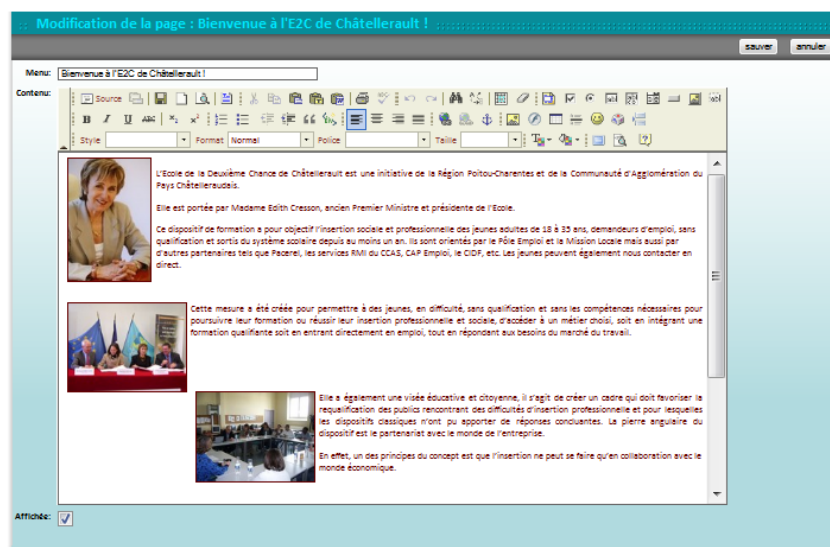 Modification de la page : Bienvenue à l'E2C de Châtellerault !
sauver annuler
Menu: Bienvenue à l'E2C de Châtellerault !
Contenu:
Source
Style Format Normal Police Taille
L'Ecole de la Deuxième Chance de Châtellerault est une initiative de la Région Poitou-Charentes et de la Communauté d'Agglomération du
Pays Châtelleraudais.
Elle est portée par Madame Edith Cresson, ancien Premier Ministre et présidente de l'Ecole.
Ce dispositif de formation a pour objectif l'insertion sociale et professionnelle des jeunes adultes de 18 à 35 ans, demandeurs d'emploi, sans
qualification et sortis du système scolaire depuis au moins un an. Ils sont orientés par le Pôle Emploi et la Mission Locale mais aussi par
d'autres partenaires tels que Pacerel, les services RMI du CCAS, CAP Emploi, le CIDF, etc. Les jeunes peuvent également nous contacter en
direct.
Cette mesure a été créée pour permettre à des jeunes, en difficulté, sans qualification et sans les compétences nécessaires pour
poursuivre leur formation ou réussir leur insertion professionnelle et sociale, d'accéder à un métier choisi, soit en intégrant une
formation qualifiante soit en entrant directement en emploi, tout en répondant aux besoins du marché du travail.
Elle a également une visée éducative et citoyenne, il s'agit de créer un cadre qui doit favoriser la
requalification des publics rencontrant des difficultés d'insertion professionnelle et pour lesquelles
les dispositifs classiques n'ont pu apporter de réponses concluantes. La pierre angulaire du
dispositif est le partenariat avec le monde de l'entreprise.
En effet, un des principes du concept est que l'insertion ne peut se faire qu'en collaboration avec le
monde économique.
Affichée: